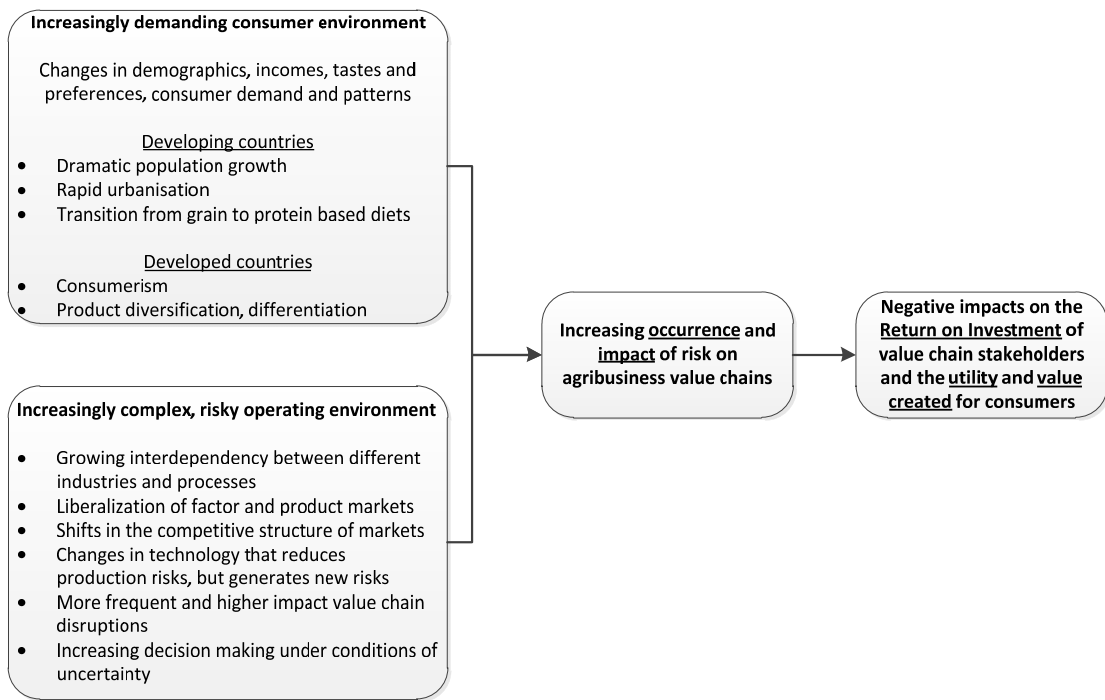 Increasingly demanding consumer environment
Changes in demographics, incomes, tastes and
preferences, consumer demand and patterns
Developing countries
• Dramatic population growth
• Rapid urbanisation
• Transition from grain to protein based diets
Developed countries
• Consumerism
• Product diversification, differentiation
Increasingly complex, risky operating environment
• Growing interdependency between different
industries and processes
• Liberalization of factor and product markets
• Shifts in the competitive structure of markets
• Changes in technology that reduces
production risks, but generates new risks
• More frequent and higher impact value chain
disruptions
• Increasing decision making under conditions of
uncertainty
Increasing occurrence and
impact of risk on
agribusiness value chains
Negative impacts on the
Return on Investment of
value chain stakeholders
and the utility and value
created for consumers